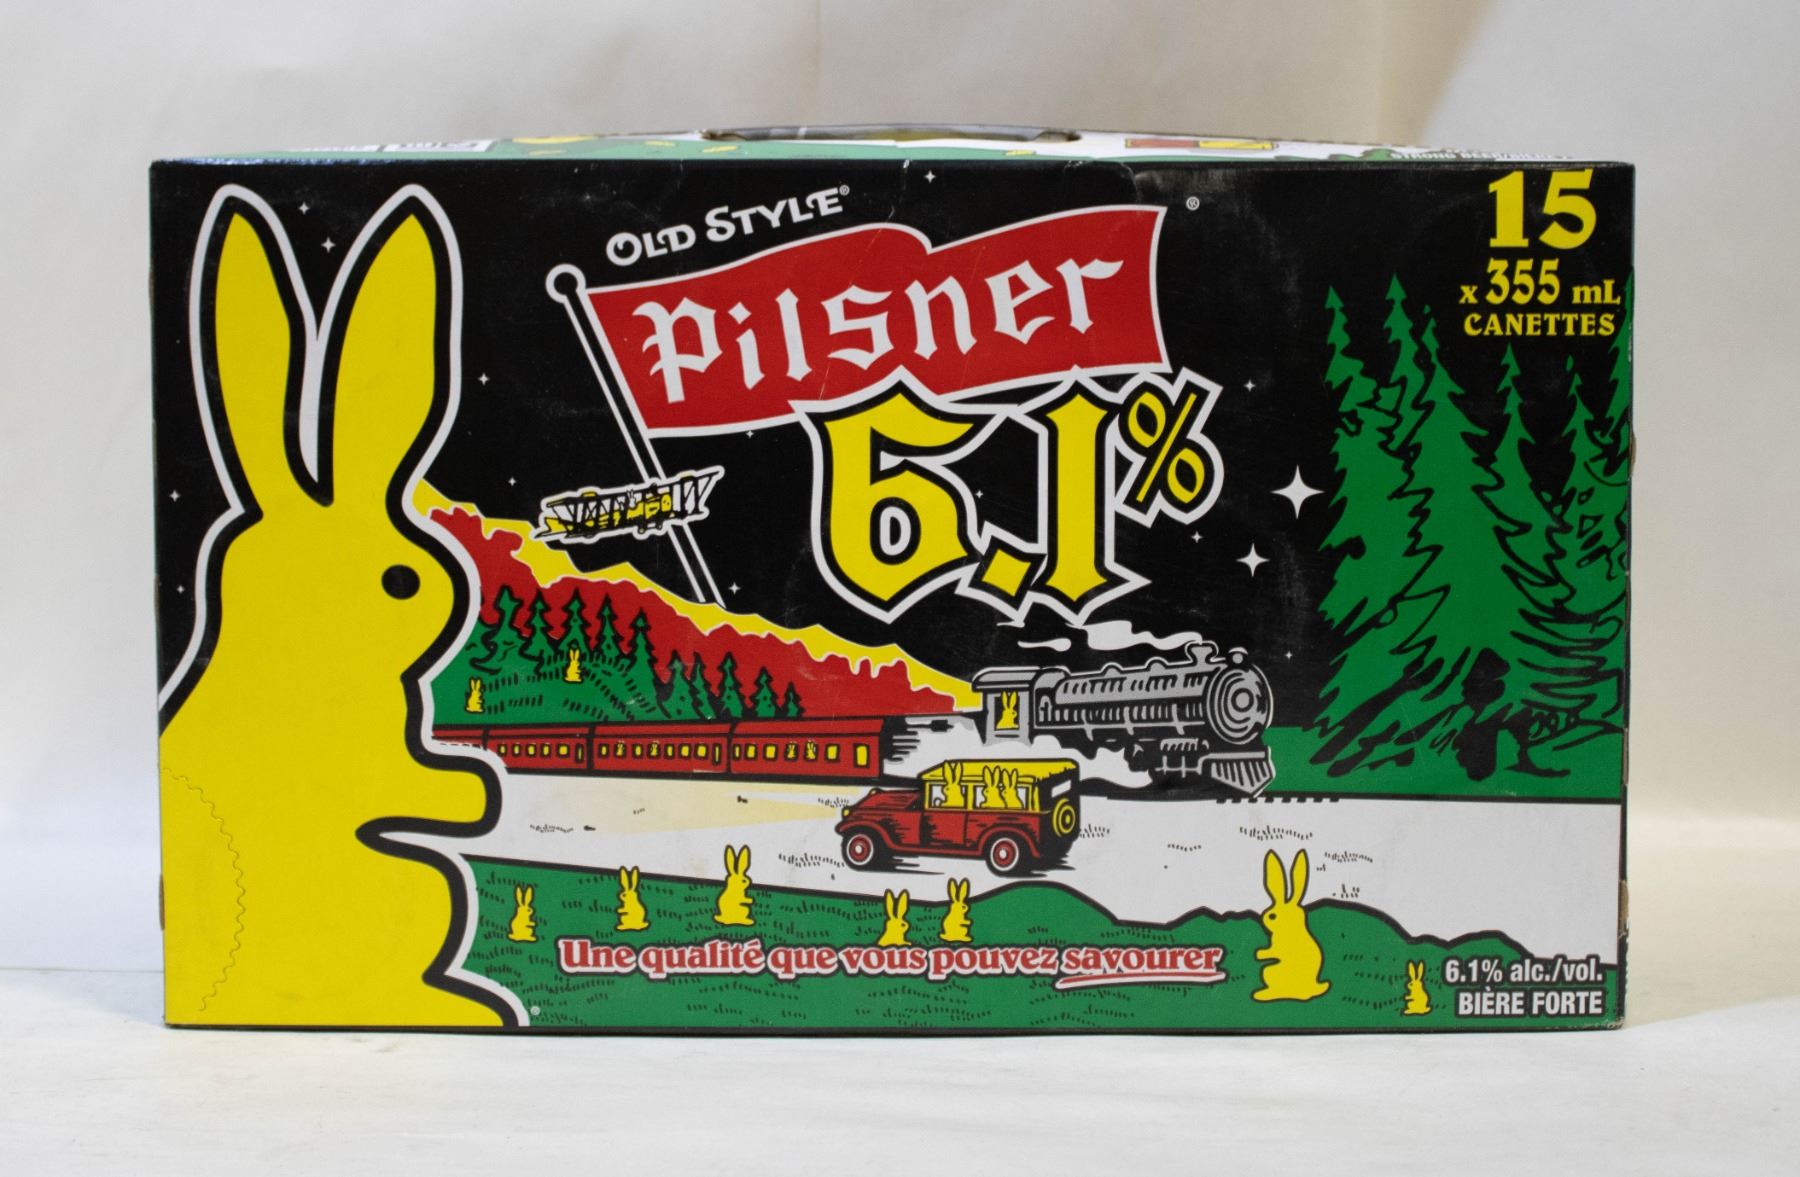 OLD STYLE®
Pilsner ®
6.1%
15
x 355 mL
CANETTES
Une qualité que vous pouvez savourer
6.1% alc./vol.
BIÈRE FORTE
®